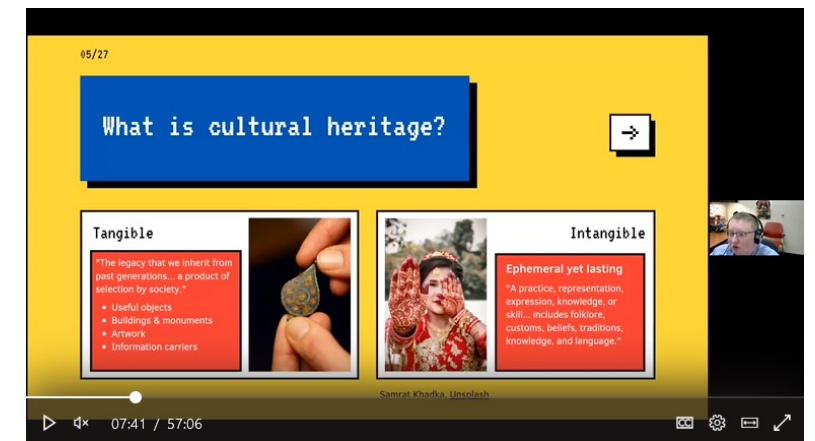 05/27
What is cultural heritage?
Tangible
"The legacy that we inherit from
past generations... a product of
selection by society."
• Useful objects
• Buildings & monuments
• Artwork
• Information carriers
Intangible
Ephemeral yet lasting
"A practice, representation,
expression, knowledge, or
skill... includes folklore,
customs, beliefs, traditions,
knowledge, and language."
Samrat Khadka, Unsplash
07:41 / 57:06
CC